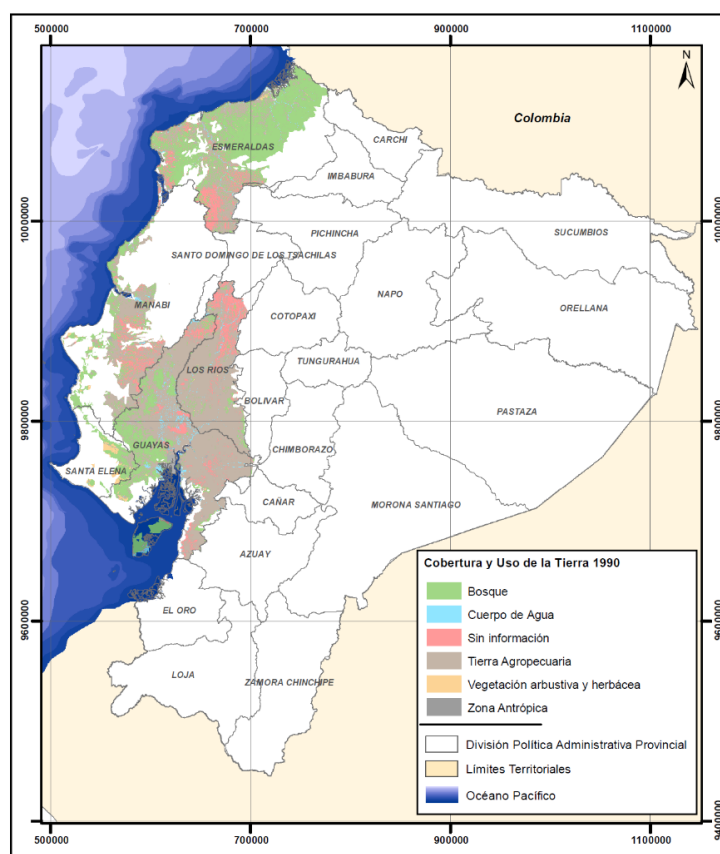 500000 700000 900000 1100000
N
Colombia
ESMERALDAS
CARCHI
IMBABURA
10000000 10000000
SUCUMBIOS
PICHINCHA
SANTO DOMINGO DE LOS TSÁCHILAS
NAPO
ORELLANA
MANABI
COTOPAXI
LOS RIOS
TUNGURAHUA
BOLIVAR
PASTAZA
9800000 9800000
GUAYAS
CHIMBORAZO
SANTA ELENA
CAÑAR
MORONA SANTIAGO
AZUAY
Cobertura y Uso de la Tierra 1990
Bosque
Cuerpo de Agua
Sin información
Tierra Agropecuaria
Vegetación arbustiva y herbácea
Zona Antrópica
División Política Administrativa Provincial
Límites Territoriales
Océano Pacífico
EL ORO
9600000 9600000
LOJA
ZAMORA CHINCHIPE
9400000
500000 700000 900000 1100000